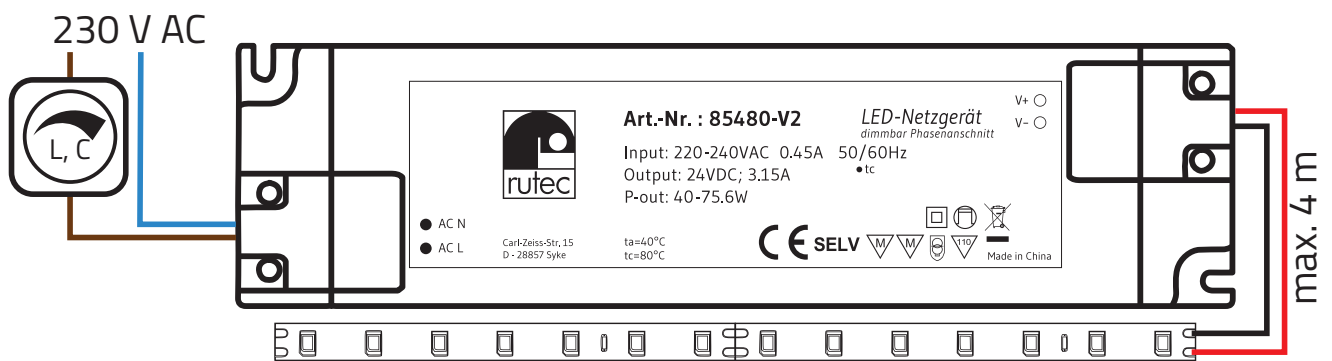 230 V AC
L, C
rutec
Art.-Nr. : 85480-V2
Input: 220-240VAC 0.45A 50/60Hz
Output: 24VDC; 3.15A
P-out: 40-75.6W
LED-Netzgerät
dimmbar Phasenanschnitt
•tc
V+
V-
AC N
AC L
Carl-Zeiss-Str, 15
D - 28857 Syke
ta=40°C
tc=80°C
CE SELV M M 110
Made in China
max. 4 m